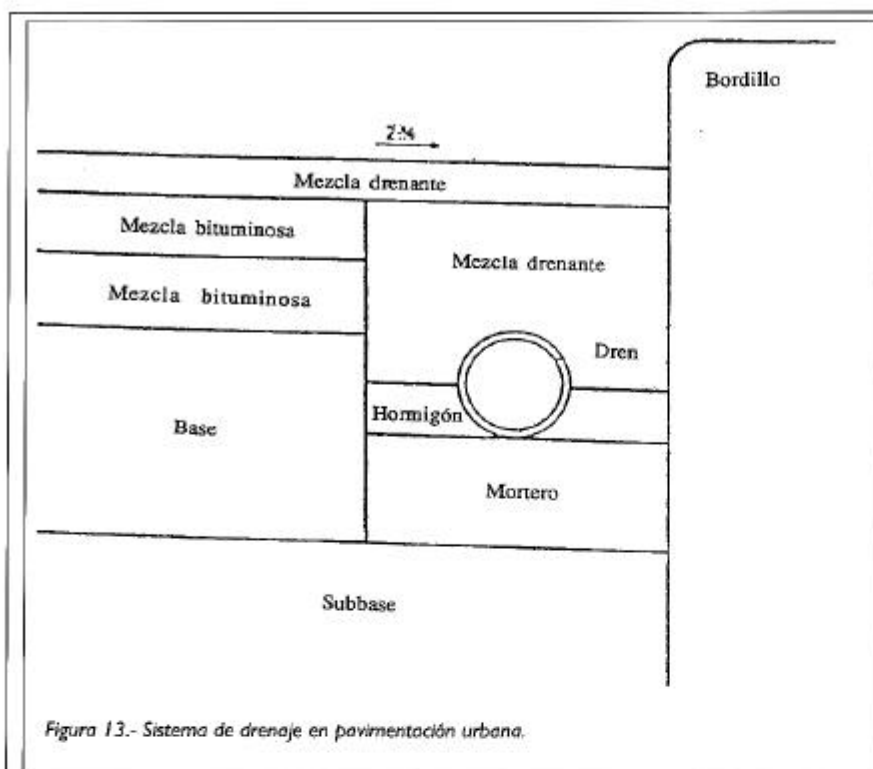 Bordillo
2%
Mezcla drenante
Mezcla bituminosa
Mezcla drenante
Mezcla bituminosa
Dren
Hormigón
Base
Mortero
Subbase
Figura 13.- Sistema de drenaje en pavimentación urbana.